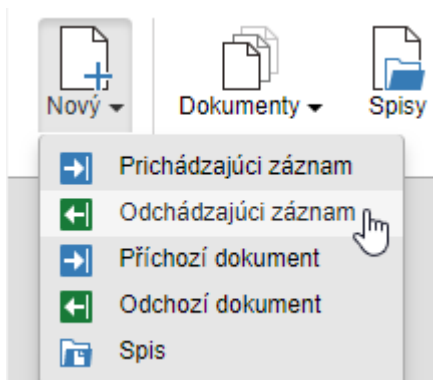 Nový
Dokumenty
Spisy
Prichádzajúci záznam
Odchádzajúci záznam
Příchozí dokument
Odchozí dokument
Spis